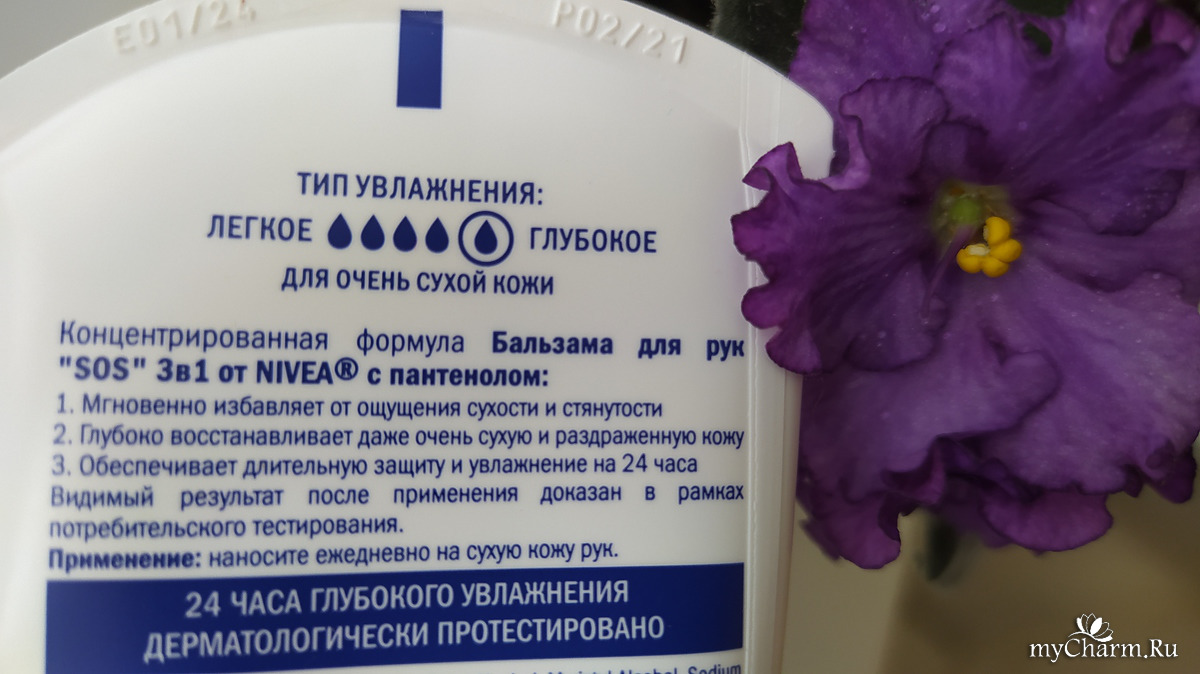 E01/24 P02/21
ТИП УВЛАЖНЕНИЯ:
ЛЕГКОЕ ГЛУБОКОЕ
ДЛЯ ОЧЕНЬ СУХОЙ КОЖИ
Концентрированная формула Бальзама для рук
"SOS" 3в1 от NIVEA® с пантенолом:
1. Мгновенно избавляет от ощущения сухости и стянутости
2. Глубоко восстанавливает даже очень сухую и раздраженную кожу
3. Обеспечивает длительную защиту и увлажнение на 24 часа
Видимый результат после применения доказан в рамках
потребительского тестирования.
Применение: наносите ежедневно на сухую кожу рук.
24 ЧАСА ГЛУБОКОГО УВЛАЖНЕНИЯ
ДЕРМАТОЛОГИЧЕСКИ ПРОТЕСТИРОВАНО
Alcohol, Sodium
myCharm.Ru